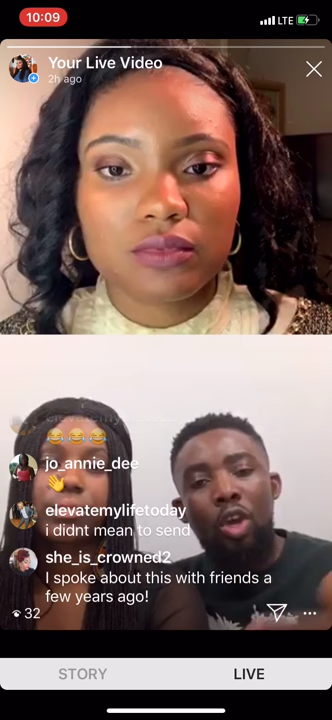 10:09
LTE
Your Live Video
2h ago
😂😂😂
jo_annie_dee
👋
elevatemylifetoday
i didnt mean to send
she_is_crowned2
I spoke about this with friends a
few years ago!
32
STORY
LIVE